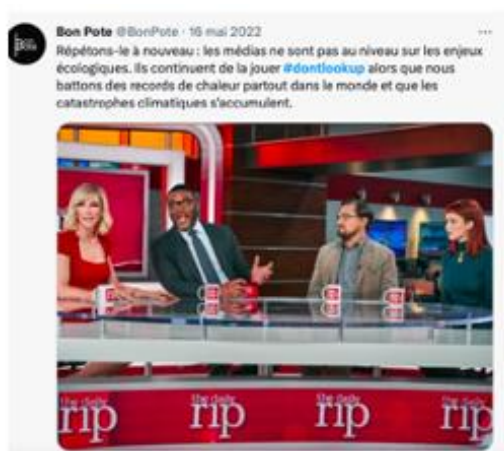 Bon Pote @BonPote · 16 mai 2022
Répétons-le à nouveau : les médias ne sont pas au niveau sur les enjeux
écologiques. Ils continuent de la jouer #dontlookup alors que nous
battons des records de chaleur partout dans le monde et que les
catastrophes climatiques s'accumulent.
the daily the daily the daily the daily
rip rip rip rip